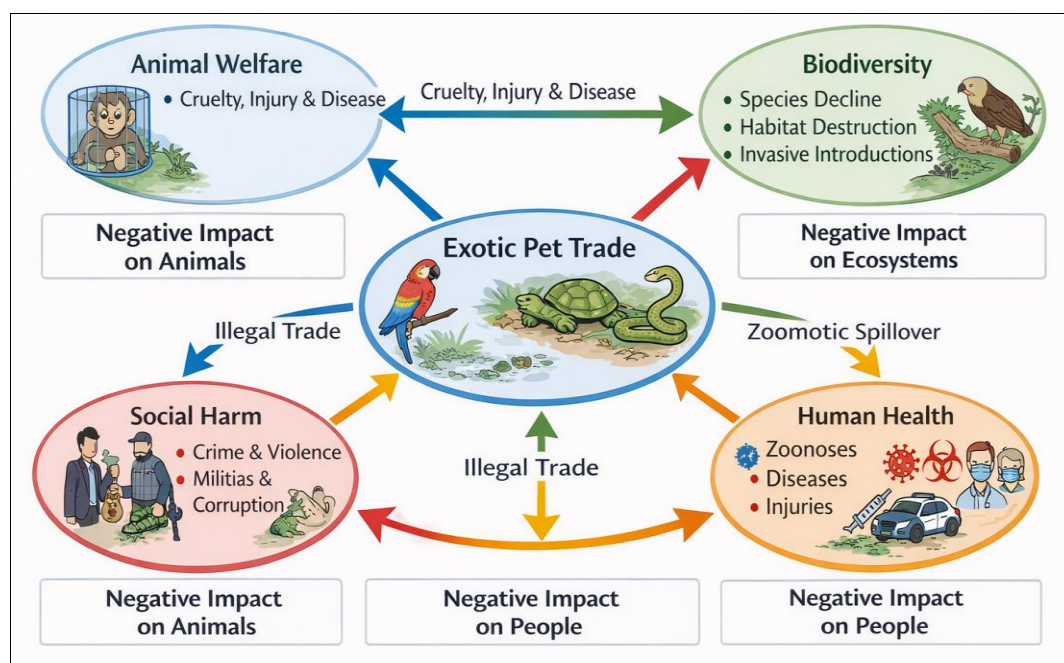 Animal Welfare
• Cruelty, Injury & Disease
Cruelty, Injury & Disease
Biodiversity
• Species Decline
• Habitat Destruction
• Invasive Introductions
Negative Impact
on Animals
Exotic Pet Trade
Negative Impact
on Ecosystems
Illegal Trade
Zoomotic Spillover
Social Harm
• Crime & Violence
• Militias &
Corruption
Illegal Trade
Human Health
Zoonoses
• Diseases
• Injuries
Negative Impact
on Animals
Negative Impact
on People
Negative Impact
on People